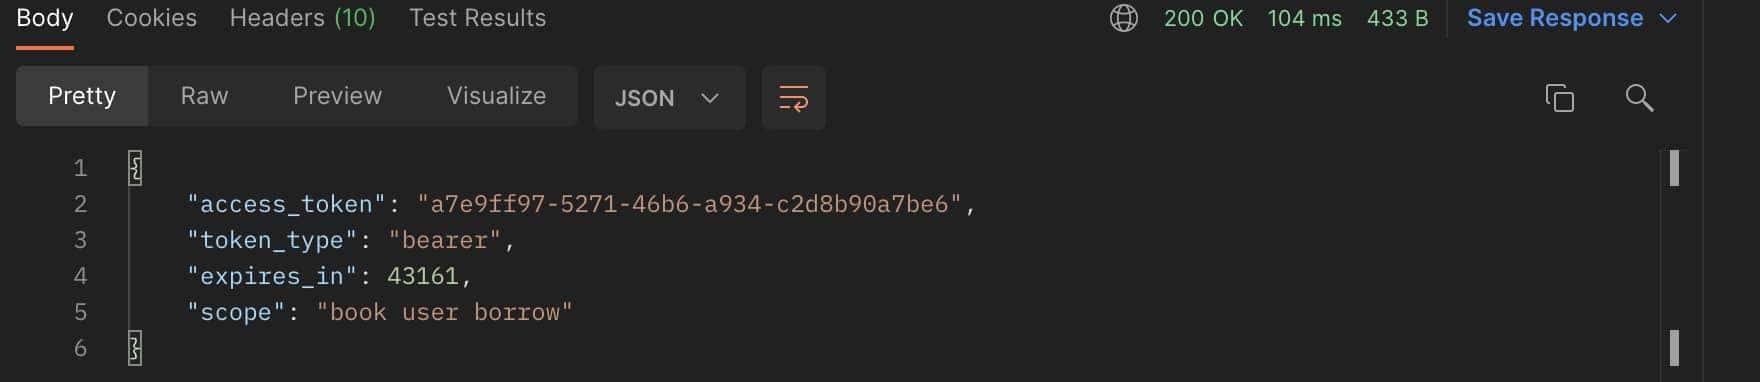 Body Cookies Headers (10) Test Results 200 OK 104 ms 433 B Save Response
Pretty Raw Preview Visualize JSON
1 {
2 "access_token": "a7e9ff97-5271-46b6-a934-c2d8b90a7be6",
3 "token_type": "bearer",
4 "expires_in": 43161,
5 "scope": "book user borrow"
6 }